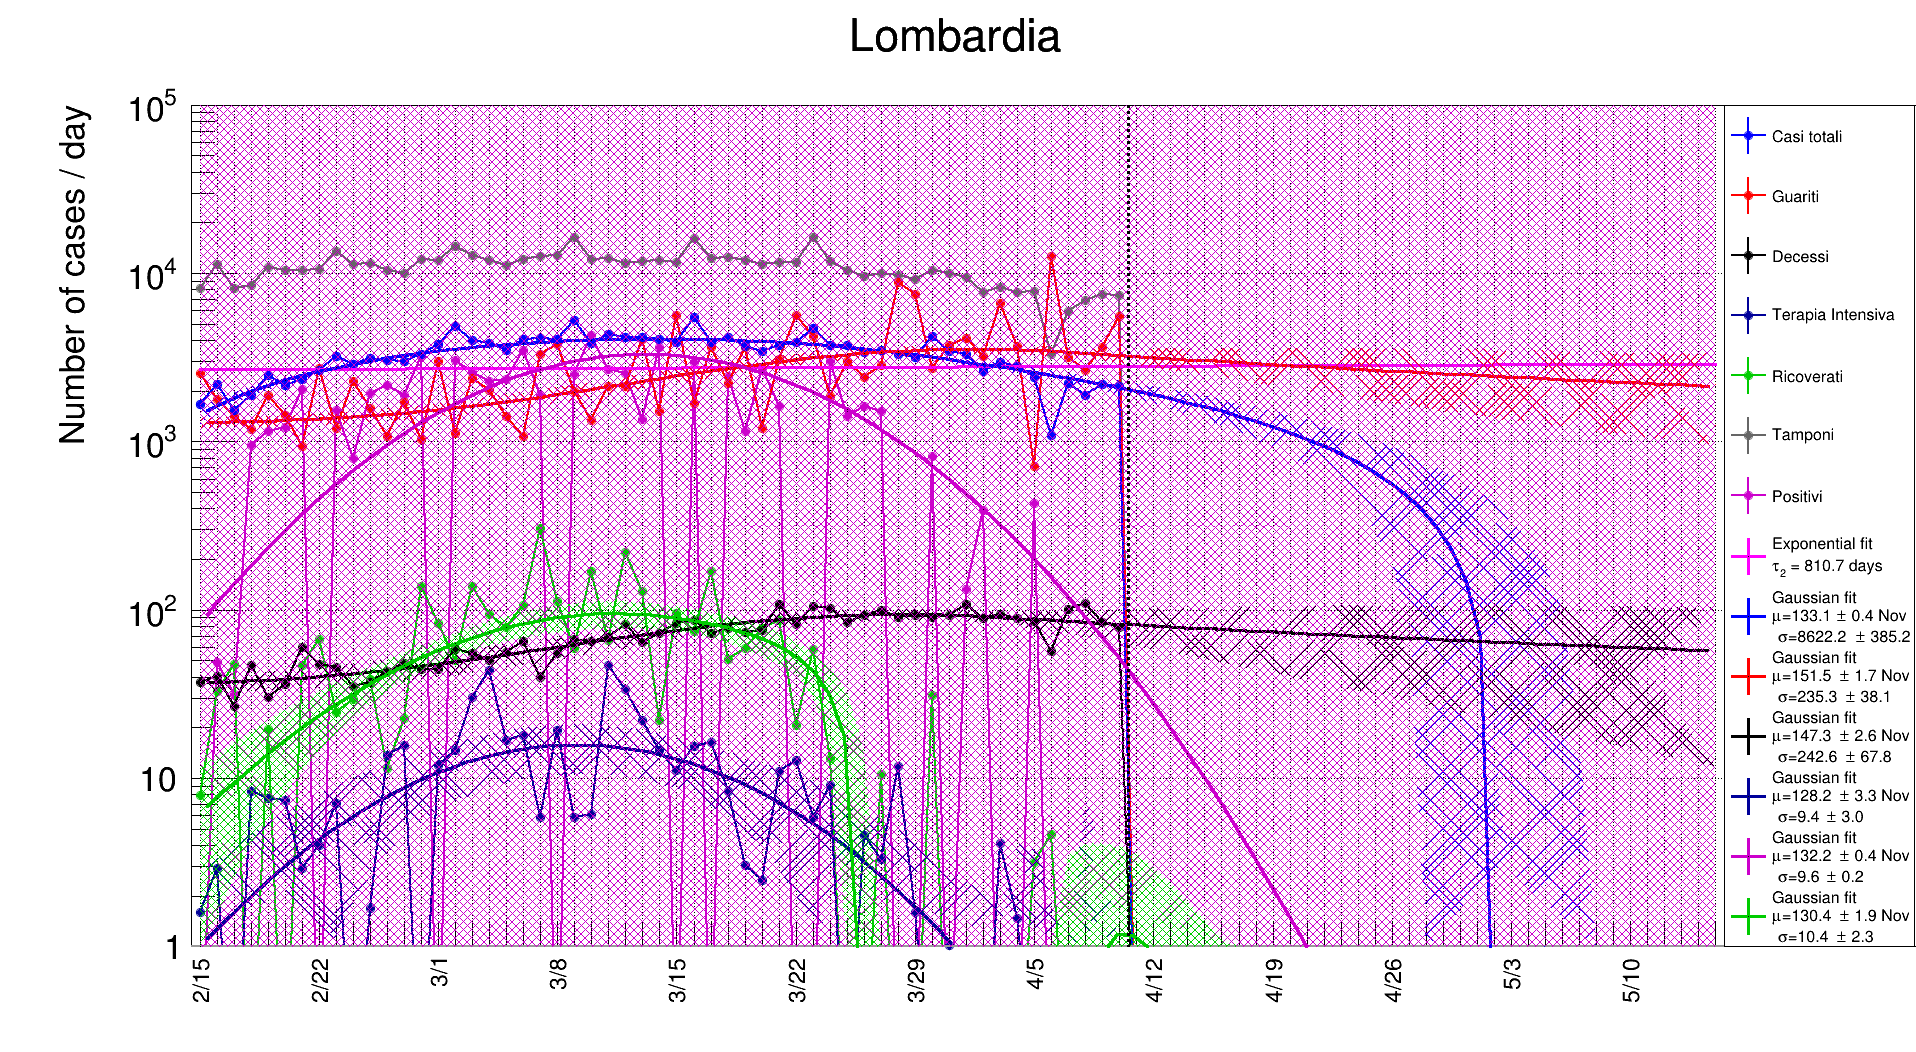 Lombardia
Number of cases / day
10^5
10^4
10^3
10^2
10
1
2/15
2/22
3/1
3/8
3/15
3/22
3/29
4/5
4/12
4/19
4/26
5/3
5/10
Casi totali
Guariti
Decessi
Terapia Intensiva
Ricoverati
Tamponi
Positivi
Exponential fit
τ₂ = 810.7 days
Gaussian fit
μ=133.1 ± 0.4 Nov
σ=8622.2 ± 385.2
Gaussian fit
μ=151.5 ± 1.7 Nov
σ=235.3 ± 38.1
Gaussian fit
μ=147.3 ± 2.6 Nov
σ=242.6 ± 67.8
Gaussian fit
μ=128.2 ± 3.3 Nov
σ=9.4 ± 3.0
Gaussian fit
μ=132.2 ± 0.4 Nov
σ=9.6 ± 0.2
Gaussian fit
μ=130.4 ± 1.9 Nov
σ=10.4 ± 2.3